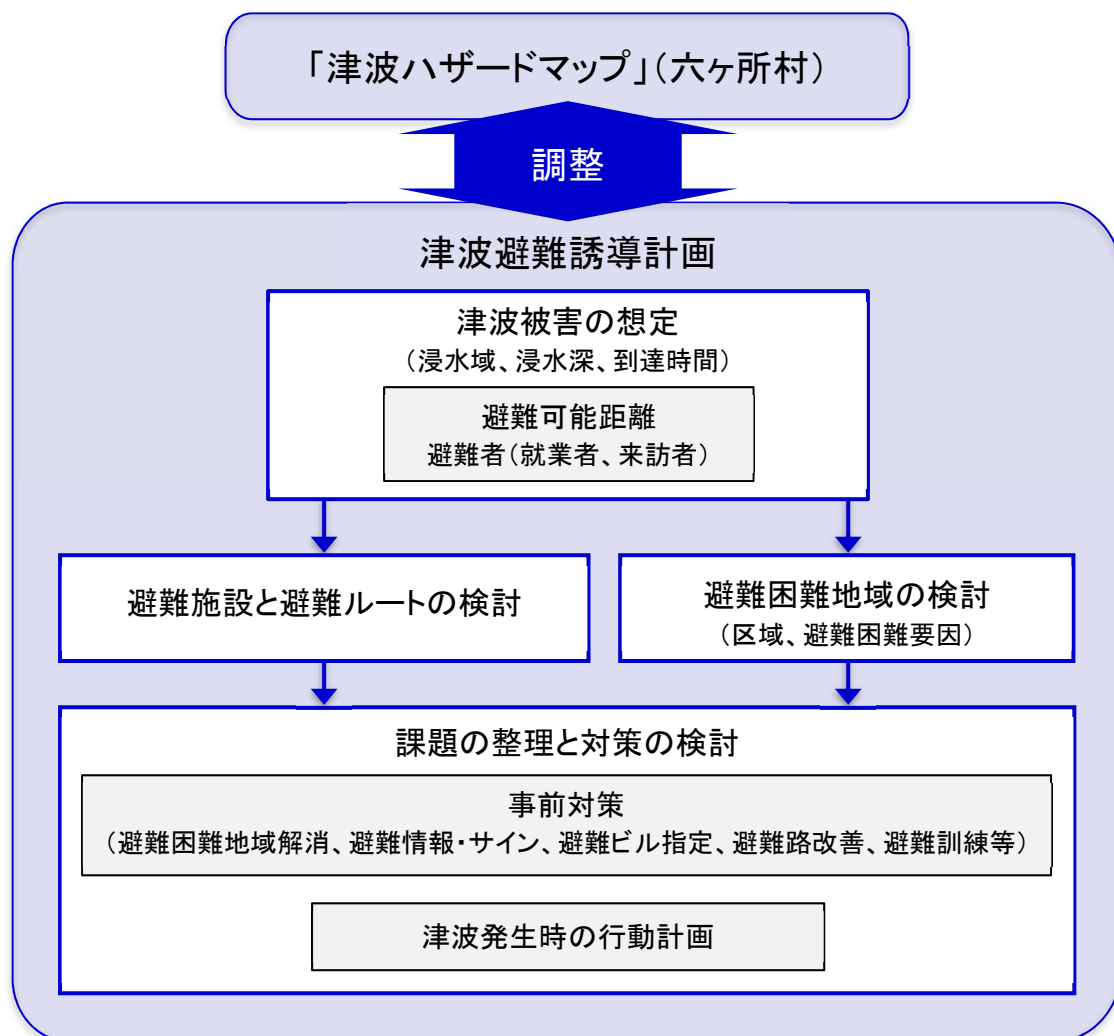 「津波ハザードマップ」（六ヶ所村）
調整
津波避難誘導計画
津波被害の想定
（浸水域、浸水深、到達時間）
避難可能距離
避難者（就業者、来訪者）
避難施設と避難ルートの検討
避難困難地域の検討
（区域、避難困難要因）
課題の整理と対策の検討
事前対策
（避難困難地域解消、避難情報・サイン、避難ビル指定、避難路改善、避難訓練等）
津波発生時の行動計画